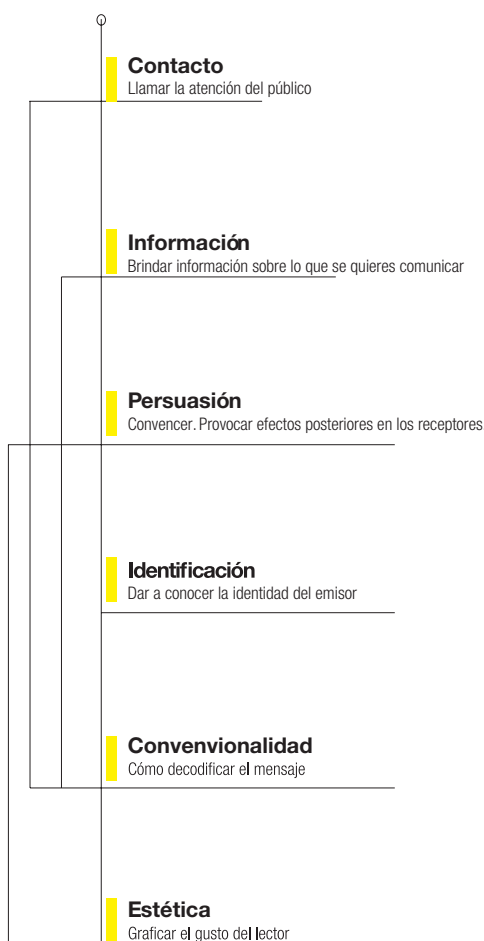 Contacto
Llamar la atención del público
Información
Brindar información sobre lo que se quieres comunicar
Persuasión
Convencer. Provocar efectos posteriores en los receptores
Identificación
Dar a conocer la identidad del emisor
Convenvionalidad
Cómo decodificar el mensaje
Estética
Graficar el gusto del lector